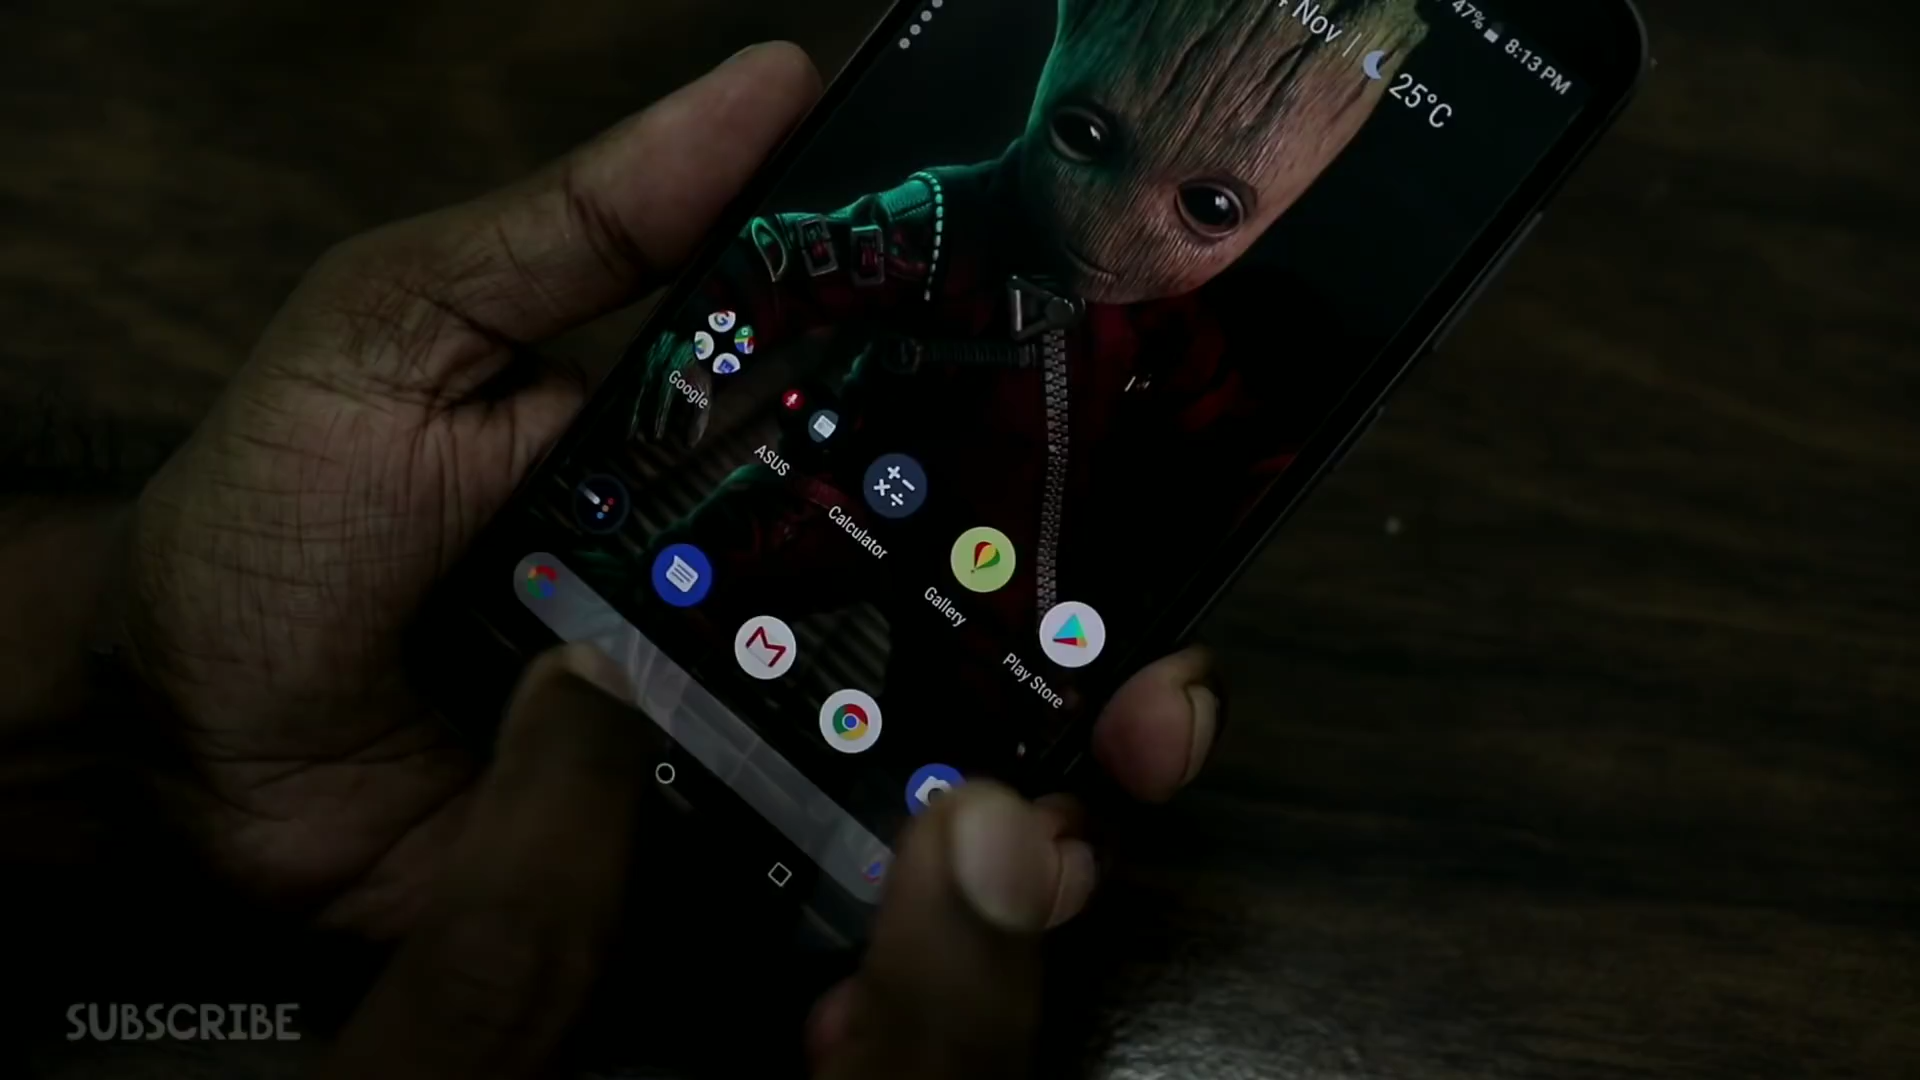 Nov | 25°C
47% 8:13 PM
Google
ASUS
Calculator
Gallery
Play Store
SUBSCRIBE